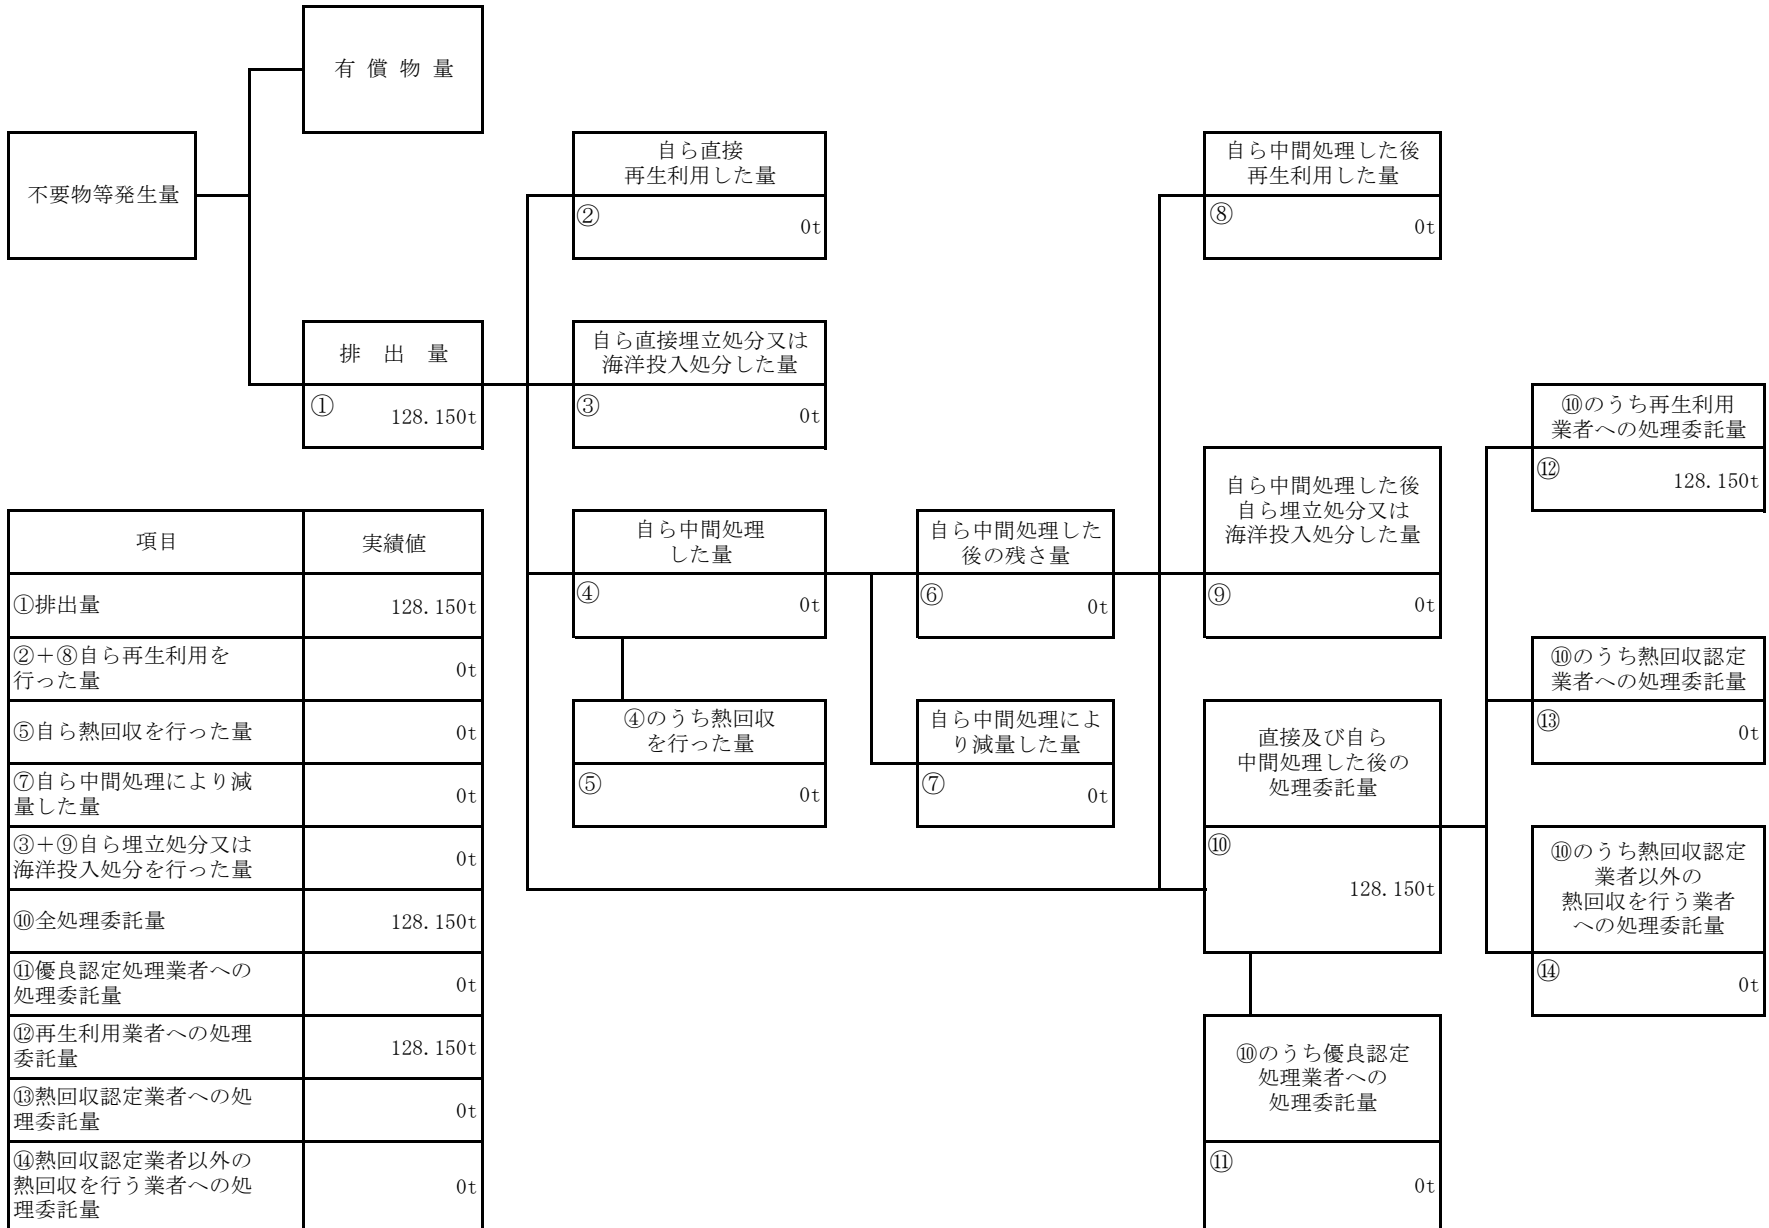 有 償 物 量
不要物等発生量
自ら直接
再生利用した量
②
0t
自ら中間処理した後
再生利用した量
⑧
0t
排 出 量
①
128.150t
自ら直接埋立処分又は
海洋投入処分した量
③
0t
⑩のうち再生利用
業者への処理委託量
⑫
128.150t
自ら中間処理した後
自ら埋立処分又は
海洋投入処分した量
⑨
0t
自ら中間処理
した量
④
0t
自ら中間処理した
後の残さ量
⑥
0t
④のうち熱回収
を行った量
⑤
0t
自ら中間処理によ
り減量した量
⑦
0t
直接及び自ら
中間処理した後の
処理委託量
⑩
128.150t
⑩のうち熱回収認定
業者への処理委託量
⑬
0t
⑩のうち熱回収認定
業者以外の
熱回収を行う業者
への処理委託量
⑭
0t
⑩のうち優良認定
処理業者への
処理委託量
⑪
0t
項目 実績値
①排出量 128.150t
②+⑧自ら再生利用を
行った量 0t
⑤自ら熱回収を行った量 0t
⑦自ら中間処理により減
量した量 0t
③+⑨自ら埋立処分又は
海洋投入処分を行った量 0t
⑩全処理委託量 128.150t
⑪優良認定処理業者への
処理委託量 0t
⑫再生利用業者への処理
委託量 128.150t
⑬熱回収認定業者への処
理委託量 0t
⑭熱回収認定業者以外の
熱回収を行う業者への処
理委託量 0t